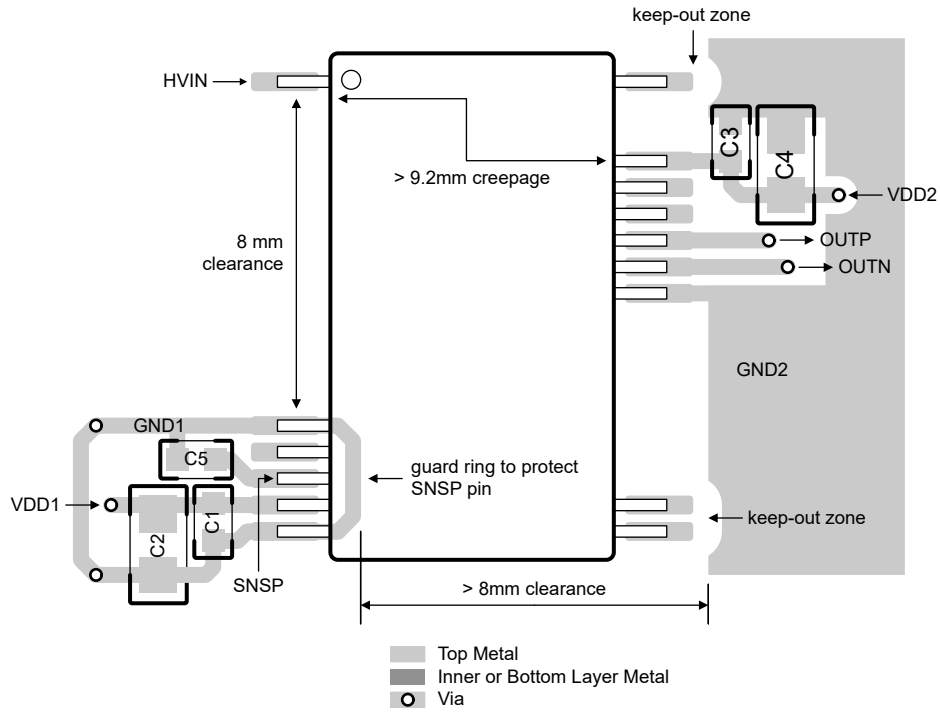 keep-out zone
HVIN
C3
C4
> 9.2mm creepage
VDD2
8 mm
clearance
OUTP
OUTN
GND2
GND1
C5
guard ring to protect
SNSP pin
VDD1
C1
C2
keep-out zone
SNSP
> 8mm clearance
Top Metal
Inner or Bottom Layer Metal
Via